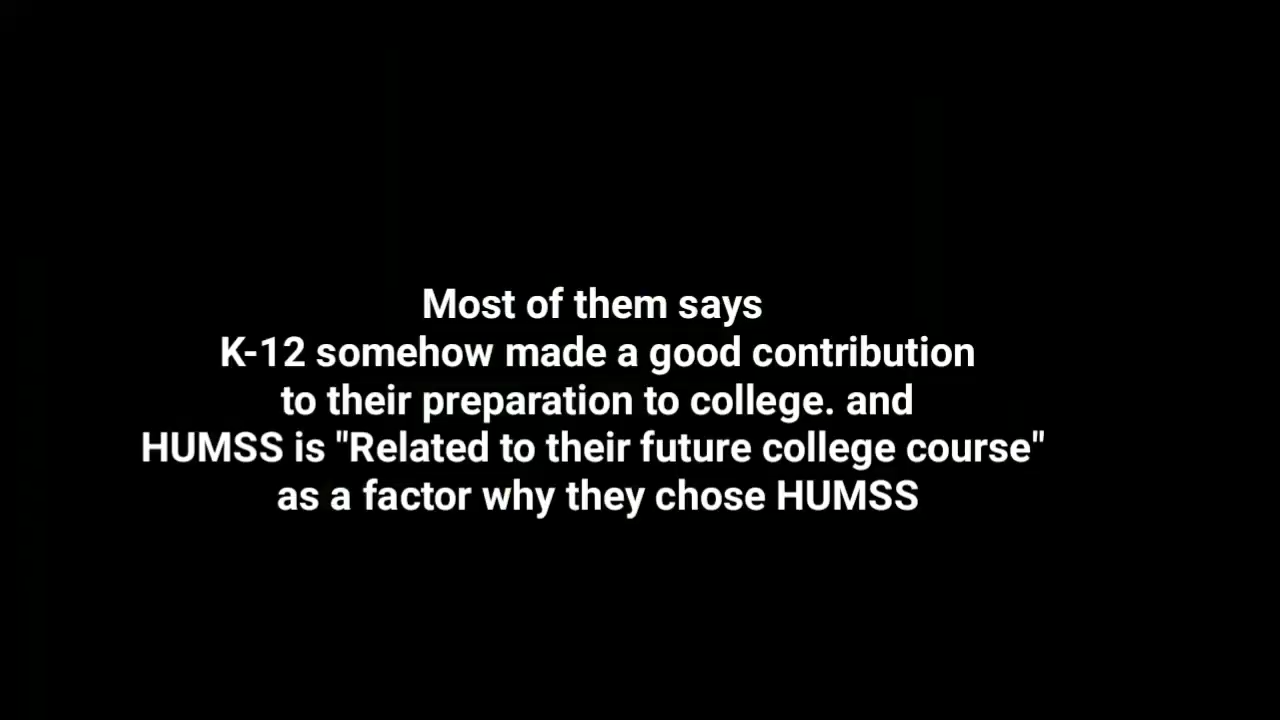 Most of them says
K-12 somehow made a good contribution
to their preparation to college. and
HUMSS is "Related to their future college course"
as a factor why they chose HUMSS